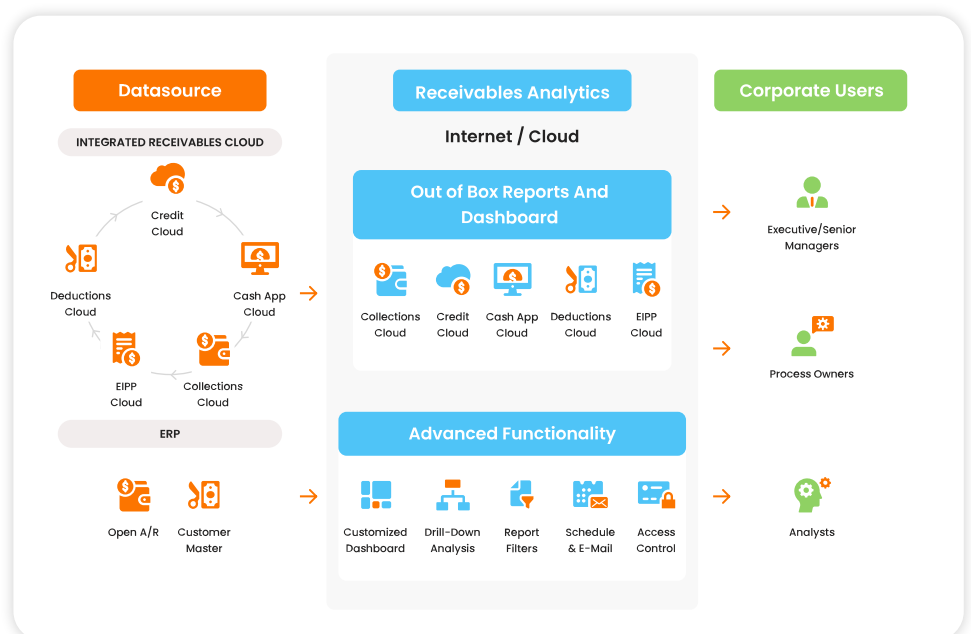 Datasource
INTEGRATED RECEIVABLES CLOUD
Credit
Cloud
Deductions
Cloud
Cash App
Cloud
EIPP
Cloud
Collections
Cloud
ERP
Open A/R
Customer
Master
Receivables Analytics
Internet / Cloud
Out of Box Reports And
Dashboard
Collections
Cloud
Credit
Cloud
Cash App
Cloud
Deductions
Cloud
EIPP
Cloud
Advanced Functionality
Customized
Dashboard
Drill-Down
Analysis
Report
Filters
Schedule
& E-Mail
Access
Control
Corporate Users
Executive/Senior
Managers
Process Owners
Analysts